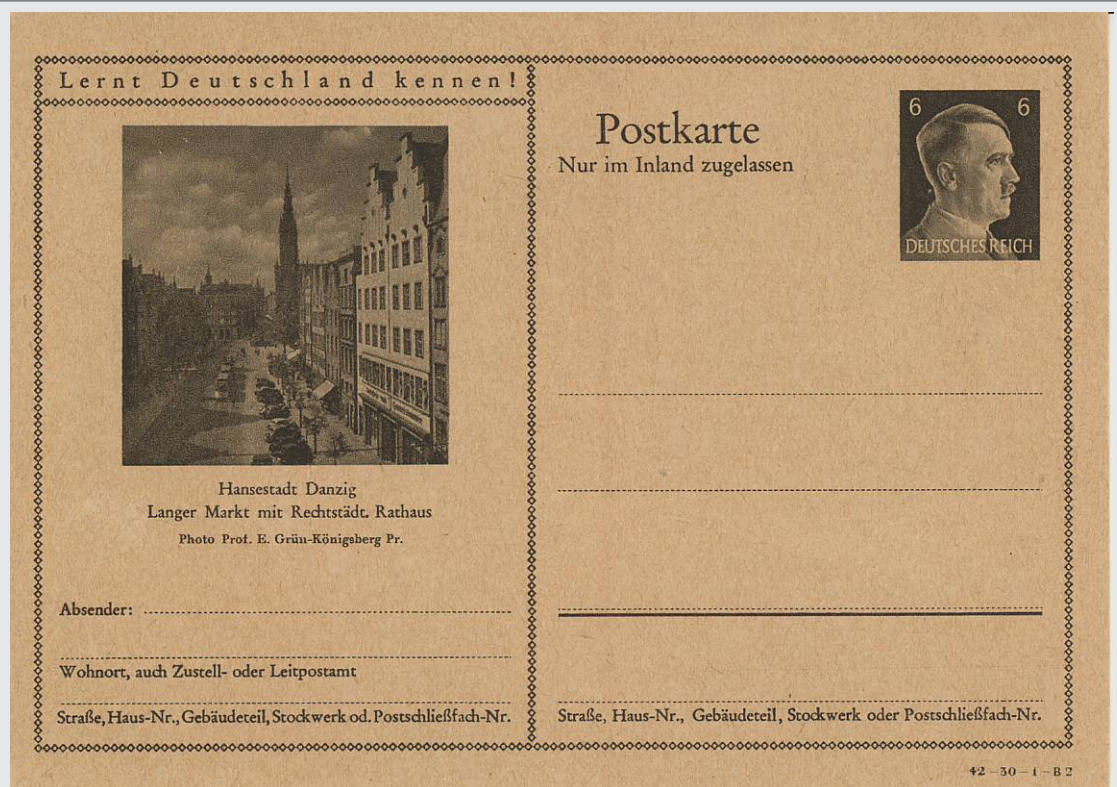 Lernt Deutschland kennen!
Hansestadt Danzig
Langer Markt mit Rechtstädt. Rathaus
Photo Prof. E. Grün-Königsberg Pr.
Absender:
Wohnort, auch Zustell- oder Leitpostamt
Straße, Haus-Nr., Gebäudeteil, Stockwerk od. Postschließfach-Nr.
Postkarte
Nur im Inland zugelassen
6 6
DEUTSCHES REICH
Straße, Haus-Nr., Gebäudeteil, Stockwerk oder Postschließfach-Nr.
42-30-1-B2